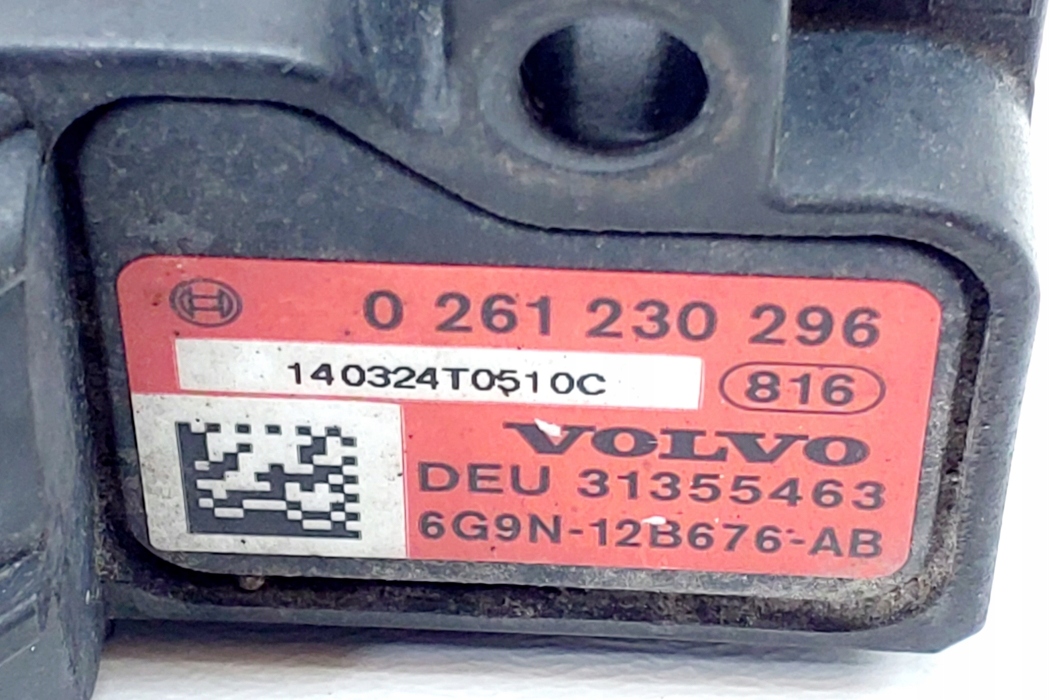 0 261 230 296
140324T0510C
816
VOLVO
DEU 31355463
6G9N-12B676-AB